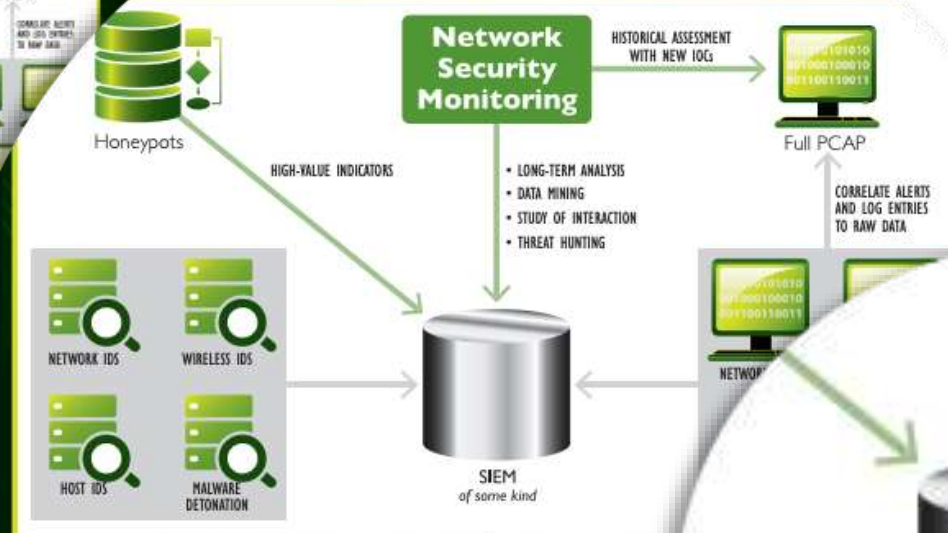 CORRELATE ALERTS
AND LOG ENTRIES
TO RAW DATA
Network
Security
Monitoring
HISTORICAL ASSESSMENT
WITH NEW IOCs
Honeypots
Full PCAP
HIGH-VALUE INDICATORS
• LONG-TERM ANALYSIS
• DATA MINING
• STUDY OF INTERACTION
• THREAT HUNTING
CORRELATE ALERTS
AND LOG ENTRIES
TO RAW DATA
NETWORK IDS
WIRELESS IDS
HOST IDS
MALWARE
DETONATION
SIEM
of some kind